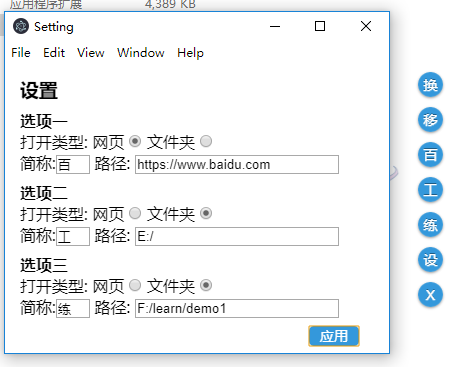 应用程序扩展 4,389 KB
Setting
File Edit View Window Help
设置
选项一
打开类型: 网页 文件夹
简称: 百 路径: https://www.baidu.com
选项二
打开类型: 网页 文件夹
简称: 工 路径: E:/
选项三
打开类型: 网页 文件夹
简称: 练 路径: F:/learn/demo1
应用
换
移
百
工
练
设
X